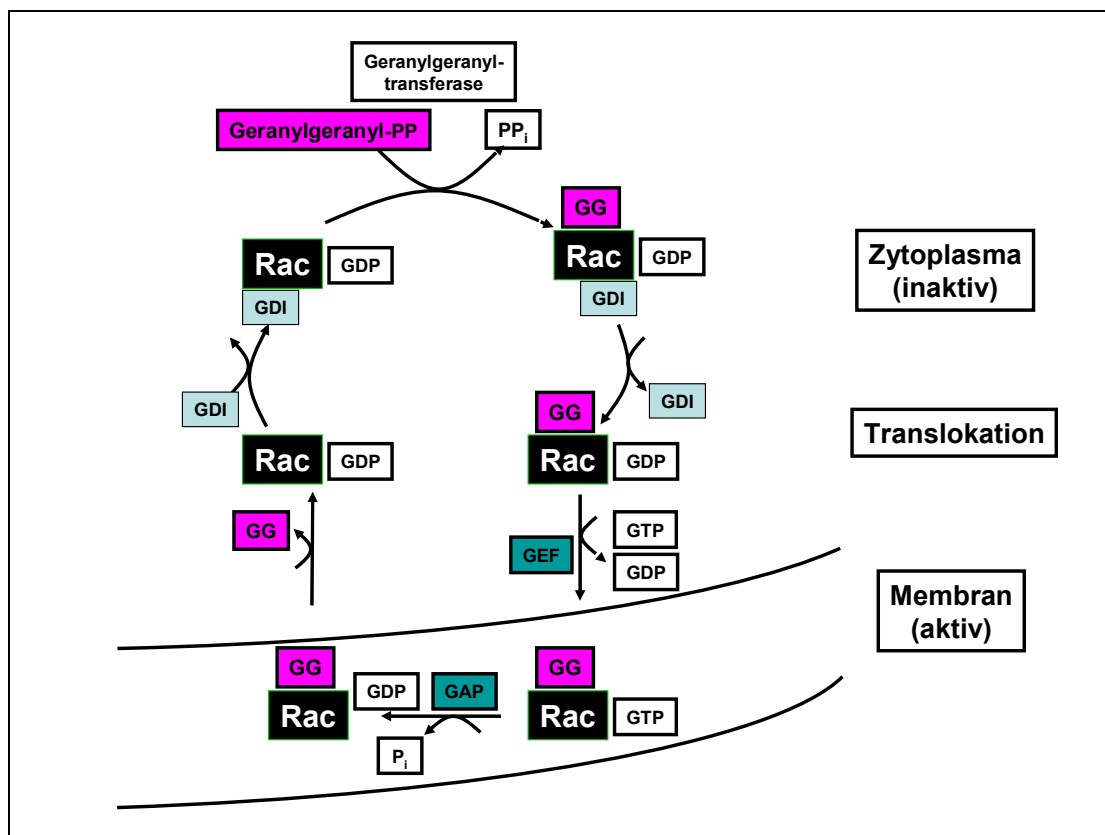 Geranylgeranyl-
transferase
Geranylgeranyl-PP
PPi
GG
Rac
GDP
GDI
Rac
GDP
GDI
Zytoplasma
(inaktiv)
GDI
GDI
GG
Rac
GDP
Rac
GDP
Translokation
GG
GEF
GTP
GDP
Membran
(aktiv)
GG
Rac
GDP
GAP
Pi
GG
Rac
GTP